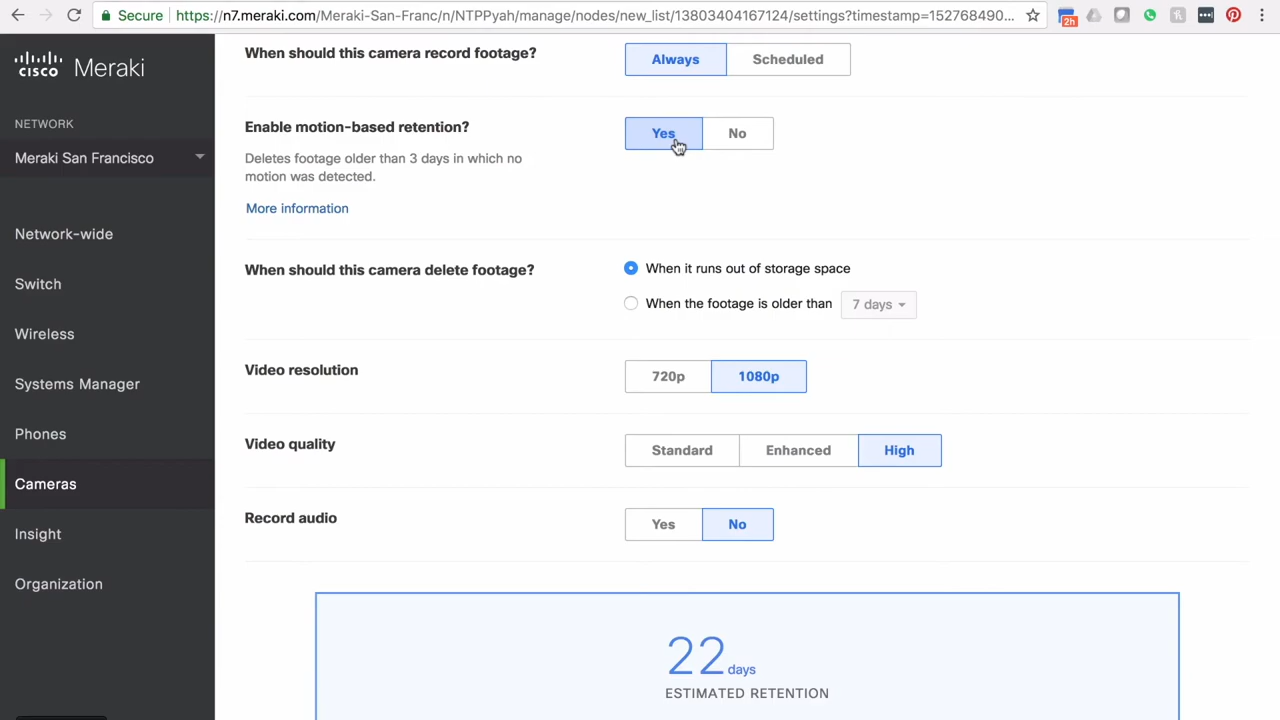 Secure https://n7.meraki.com/Meraki-San-Franc/n/NTPPyah/manage/nodes/new_list/13803404167124/settings?timestamp=152768490...
2h
cisco Meraki
NETWORK
Meraki San Francisco
Network-wide
Switch
Wireless
Systems Manager
Phones
Cameras
Insight
Organization
When should this camera record footage?
Always Scheduled
Enable motion-based retention?
Yes No
Deletes footage older than 3 days in which no
motion was detected.
More information
When should this camera delete footage?
When it runs out of storage space
When the footage is older than 7 days
Video resolution
720p 1080p
Video quality
Standard Enhanced High
Record audio
Yes No
22 days
ESTIMATED RETENTION